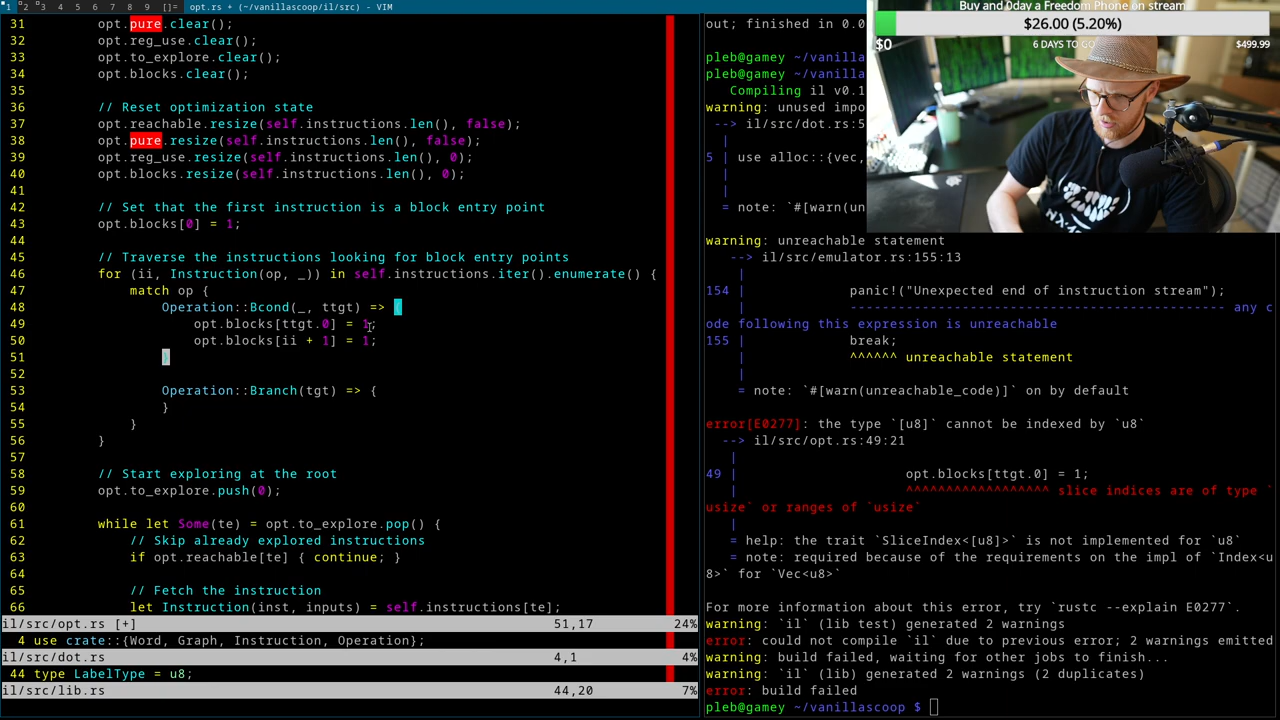 1 2 3 4 5 6 7 8 9 []= opt.rs + (~/vanillascoop/il/src) - VIM
31 opt.pure.clear();
32 opt.reg_use.clear();
33 opt.to_explore.clear();
34 opt.blocks.clear();
35
36 // Reset optimization state
37 opt.reachable.resize(self.instructions.len(), false);
38 opt.pure.resize(self.instructions.len(), false);
39 opt.reg_use.resize(self.instructions.len(), 0);
40 opt.blocks.resize(self.instructions.len(), 0);
41
42 // Set that the first instruction is a block entry point
43 opt.blocks[0] = 1;
44
45 // Traverse the instructions looking for block entry points
46 for (ii, Instruction(op, _)) in self.instructions.iter().enumerate() {
47 match op {
48 Operation::Bcond(_, ttgt) => {
49 opt.blocks[ttgt.0] = 1;
50 opt.blocks[ii + 1] = 1;
51 }
52
53 Operation::Branch(tgt) => {
54 }
55 }
56 }
57
58 // Start exploring at the root
59 opt.to_explore.push(0);
60
61 while let Some(te) = opt.to_explore.pop() {
62 // Skip already explored instructions
63 if opt.reachable[te] { continue; }
64
65 // Fetch the instruction
66 let Instruction(inst, inputs) = self.instructions[te];
il/src/opt.rs [+] 51,17 24%
4 use crate::{Word, Graph, Instruction, Operation};
il/src/dot.rs 4,1 4%
44 type LabelType = u8;
il/src/lib.rs 44,20 7%
out; finished in 0.0
pleb@gamey ~/vanilla
pleb@gamey ~/vanilla
Compiling il v0.1
warning: unused impo
--> il/src/dot.rs:5
|
5 | use alloc::{vec,
|
|
= note: `#[warn(un
warning: unreachable statement
--> il/src/emulator.rs:155:13
|
154 | panic!("Unexpected end of instruction stream");
| ---------------------------------------------- any c
ode following this expression is unreachable
155 | break;
| ^^^^^^ unreachable statement
|
= note: `#[warn(unreachable_code)]` on by default
error[E0277]: the type `[u8]` cannot be indexed by `u8`
--> il/src/opt.rs:49:21
|
49 | opt.blocks[ttgt.0] = 1;
| ^^^^^^^^^^^^^^^^^^ slice indices are of type `
usize` or ranges of `usize`
|
= help: the trait `SliceIndex<[u8]>` is not implemented for `u8`
= note: required because of the requirements on the impl of `Index<u
8>` for `Vec<u8>`
For more information about this error, try `rustc --explain E0277`.
warning: `il` (lib test) generated 2 warnings
error: could not compile `il` due to previous error; 2 warnings emitted
warning: build failed, waiting for other jobs to finish...
warning: `il` (lib) generated 2 warnings (2 duplicates)
error: build failed
pleb@gamey ~/vanillascoop $
Buy and 0day a Freedom Phone on stream
$26.00 (5.20%)
$0 6 DAYS TO GO $499.99